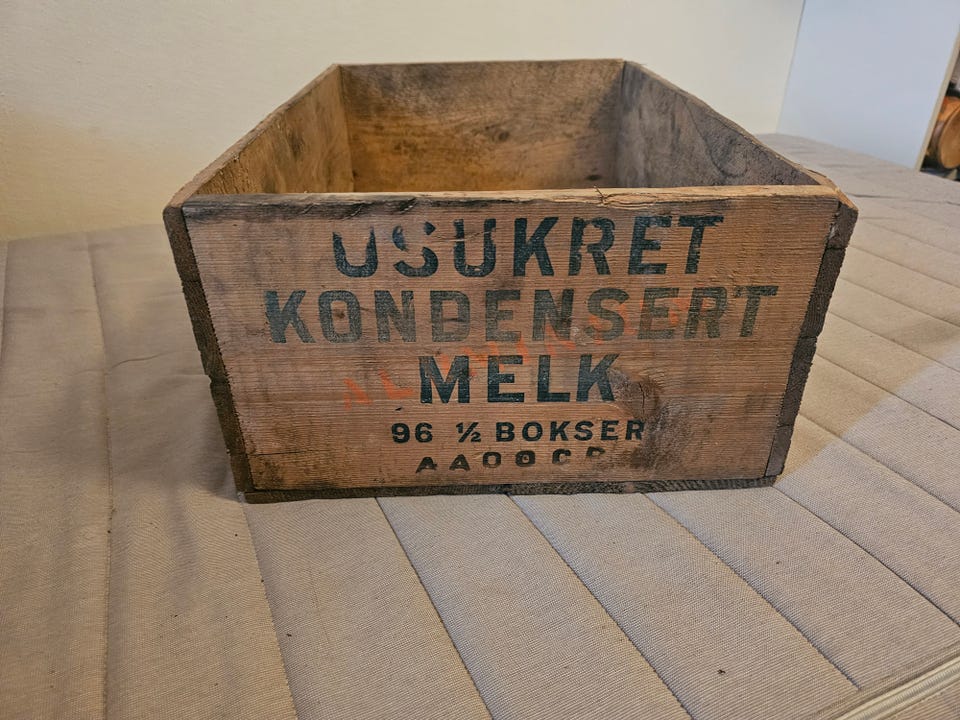 USUKRET
KONDENSERT
MELK
96 ½ BOKSER